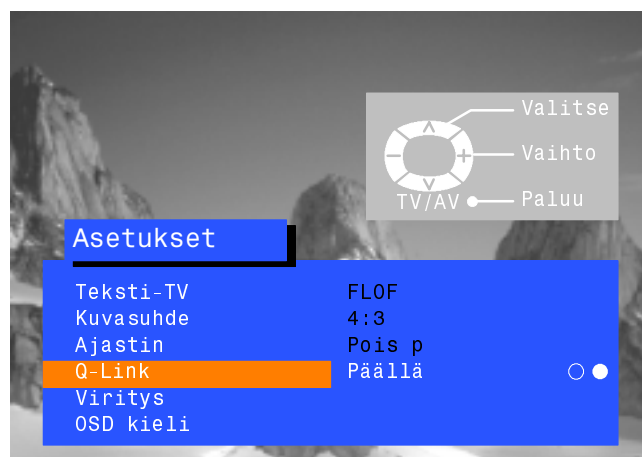 Valitse
Vaihto
TV/AV Paluu
Asetukset
Teksti-TV FLOF
Kuvasuhde 4:3
Ajastin Pois p
Q-Link Päällä
Viritys
OSD kieli